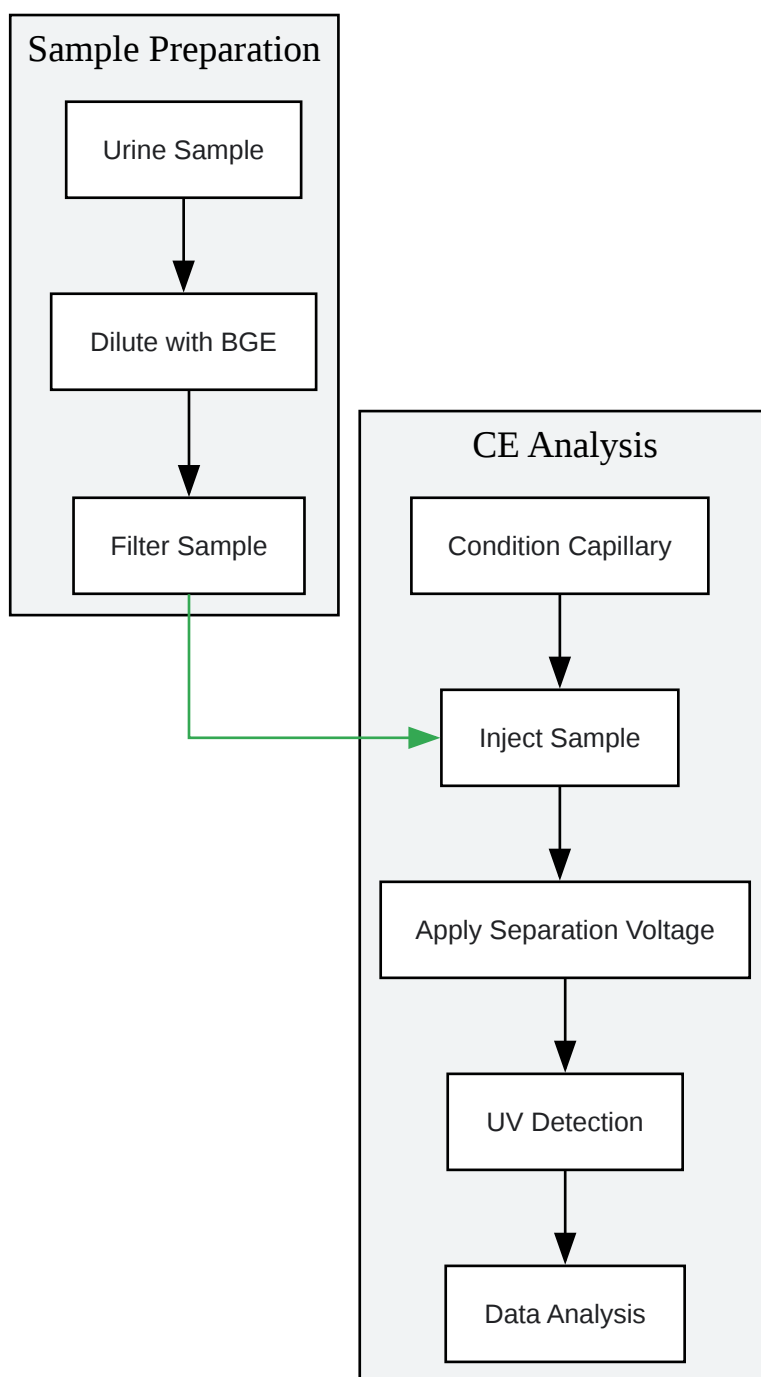 Sample Preparation
Urine Sample
Dilute with BGE
Filter Sample
CE Analysis
Condition Capillary
Inject Sample
Apply Separation Voltage
UV Detection
Data Analysis